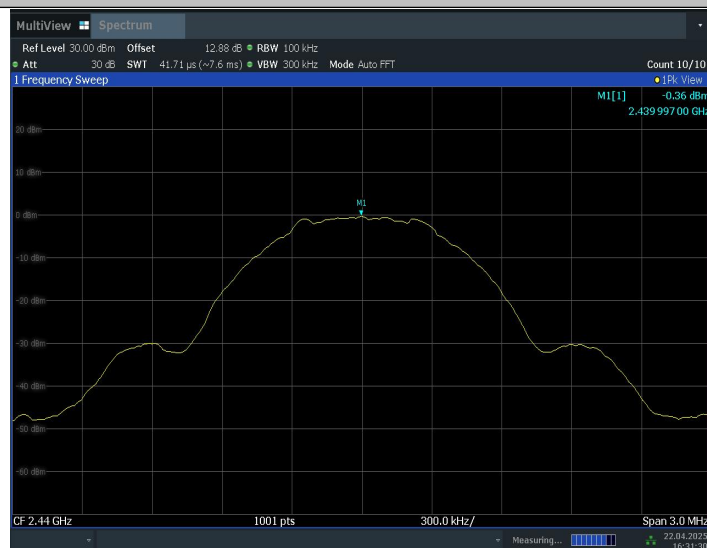 MultiView Spectrum
Ref Level 30.00 dBm Offset 12.88 dB RBW 100 kHz
Att 30 dB SWT 41.71 µs (~7.6 ms) VBW 300 kHz Mode Auto FFT Count 10/10
1 Frequency Sweep 1Pk View
M1[1] -0.36 dBm
2.439 997 00 GHz
20 dBm
10 dBm
M1
0 dBm
-10 dBm
-20 dBm
-30 dBm
-40 dBm
-50 dBm
-60 dBm
CF 2.44 GHz 1001 pts 300.0 kHz/ Span 3.0 MHz
Measuring... 22.04.2025
16:31:30